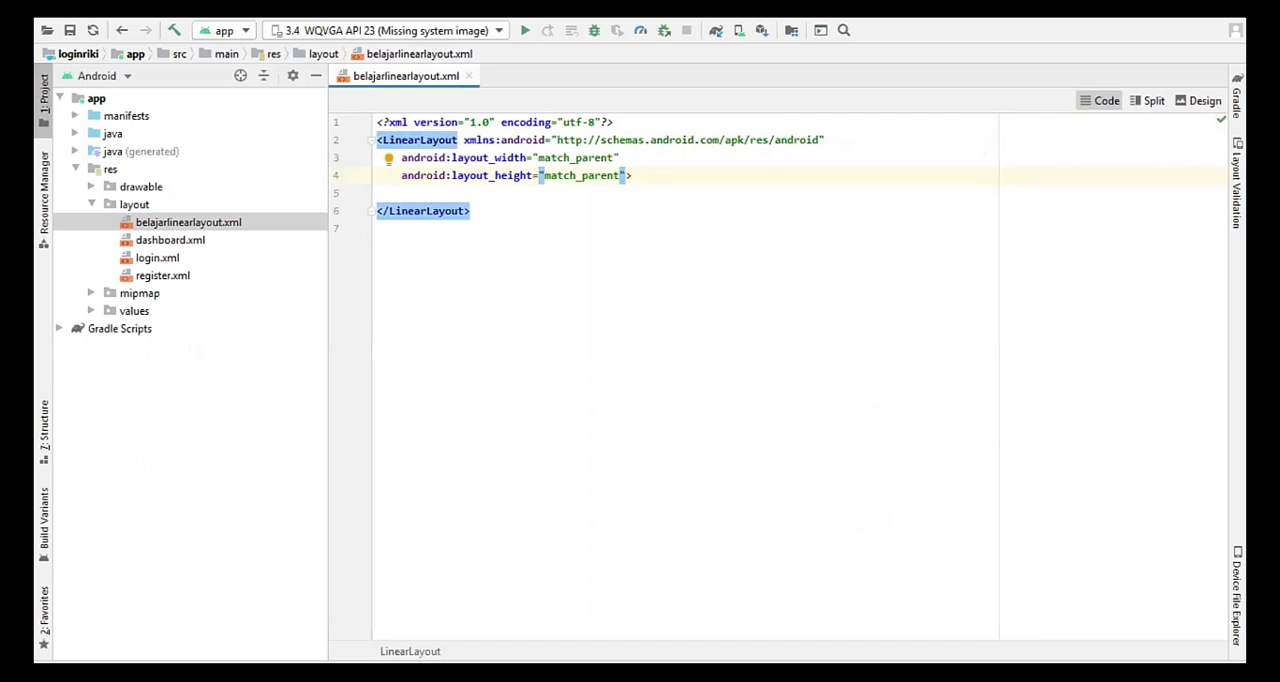 app
3.4 WQVGA API 23 (Missing system image)
loginriki
app
src
main
res
layout
belajarlinearlayout.xml
Android
belajarlinearlayout.xml
Code
Split
Design
1: Project
Resource Manager
7: Structure
Build Variants
2: Favorites
app
manifests
java
java (generated)
res
drawable
layout
belajarlinearlayout.xml
dashboard.xml
login.xml
register.xml
mipmap
values
Gradle Scripts
1 <?xml version="1.0" encoding="utf-8"?>
2 <LinearLayout xmlns:android="http://schemas.android.com/apk/res/android"
3 android:layout_width="match_parent"
4 android:layout_height="match_parent">
5
6 </LinearLayout>
7
LinearLayout
Gradle
Layout Validation
Device File Explorer